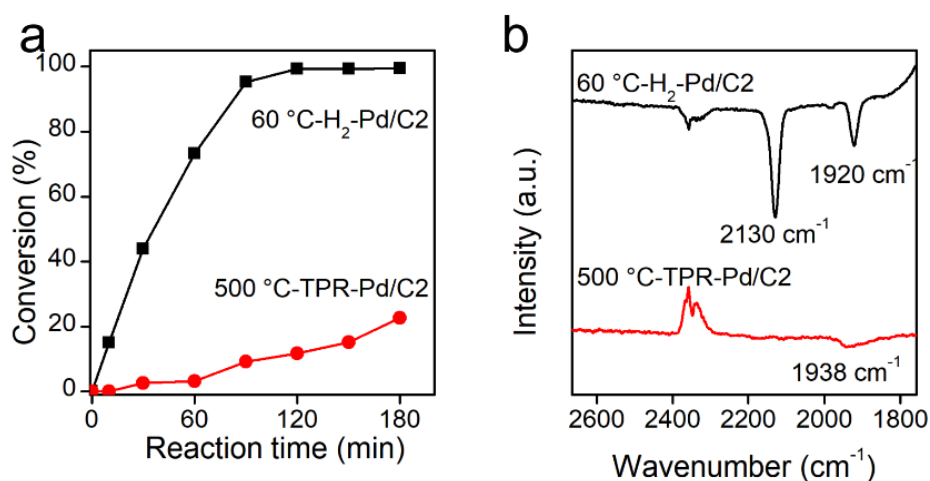 a
Conversion (%)
100
80
60
40
20
0
60 °C-H₂-Pd/C2
500 °C-TPR-Pd/C2
0 60 120 180
Reaction time (min)
b
Intensity (a.u.)
60 °C-H₂-Pd/C2
1920 cm⁻¹
2130 cm⁻¹
500 °C-TPR-Pd/C2
1938 cm⁻¹
2600 2400 2200 2000 1800
Wavenumber (cm⁻¹)